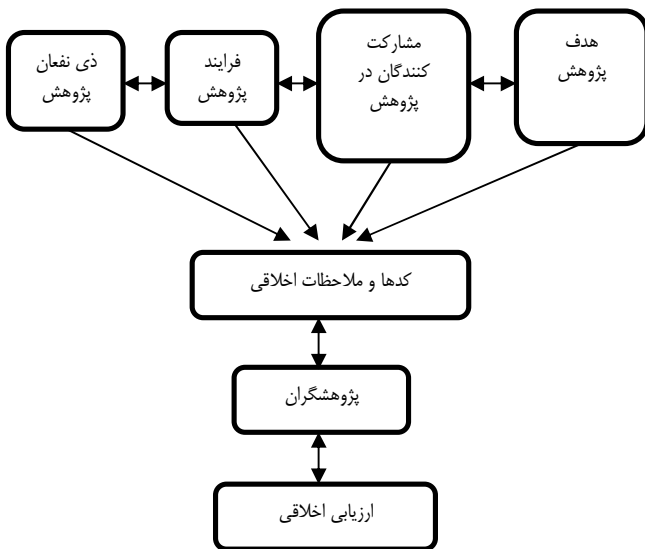 هدف
پژوهش
مشارکت
کنندگان در
پژوهش
فرایند
پژوهش
ذی نفعان
پژوهش
کدها و ملاحظات اخلاقی
پژوهشگران
ارزیابی اخلاقی